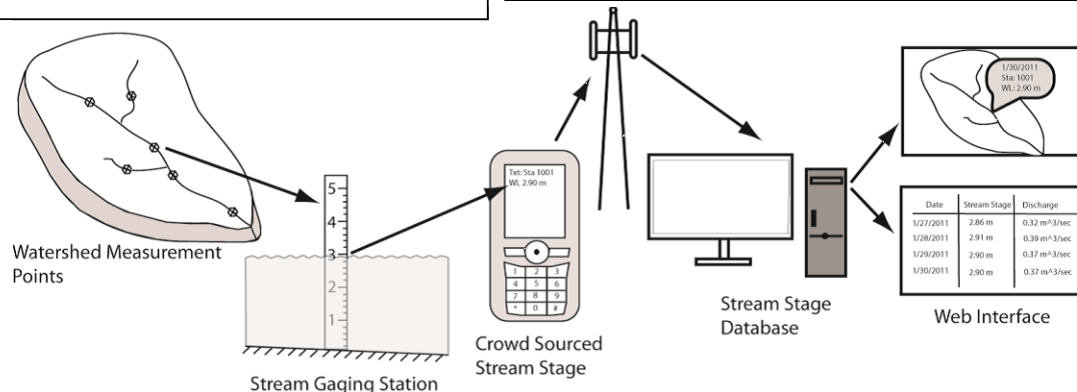 Watershed Measurement
Points
5
4
3
2
1
Stream Gaging Station
Txt: Sta 1001
WL 2.90 m
1 2 3
4 5 6
7 8 9
* 0 #
Crowd Sourced
Stream Stage
Stream Stage
Database
1/30/2011
Sta: 1001
WL: 2.90 m
Date Stream Stage Discharge
1/27/2011 2.86 m 0.32 m^3/sec
1/28/2011 2.91 m 0.39 m^3/sec
1/29/2011 2.90 m 0.37 m^3/sec
1/30/2011 2.90 m 0.37 m^3/sec
Web Interface